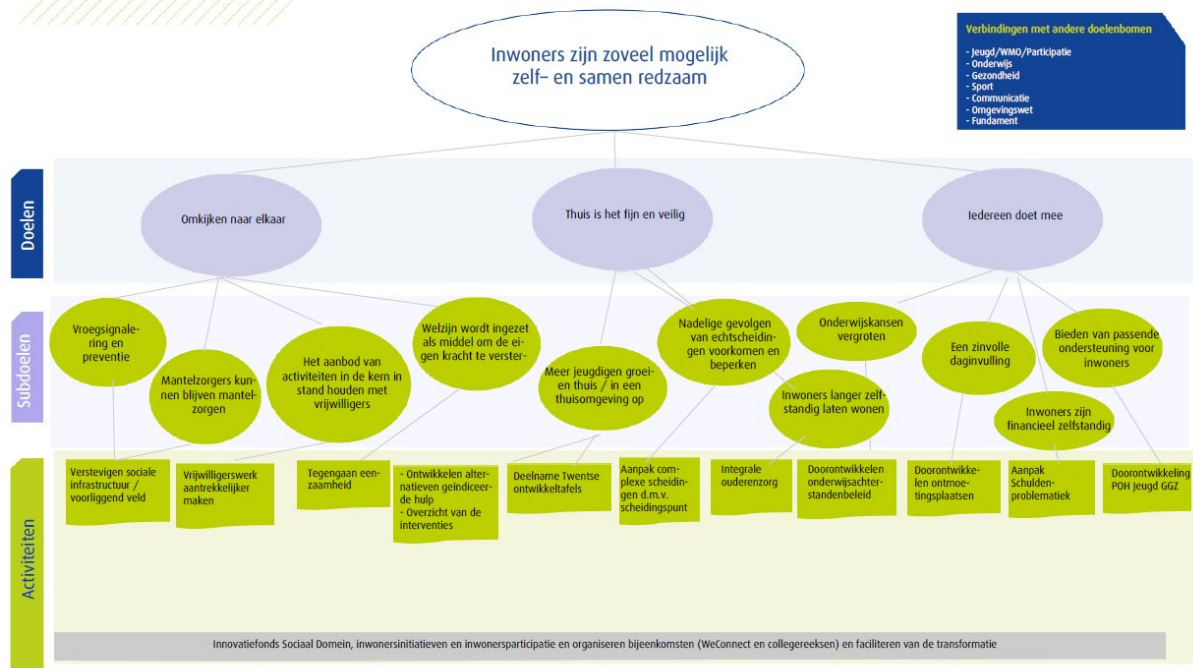 Inwoners zijn zoveel mogelijk
zelf– en samen redzaam
Verbindingen met andere doelenbomen
- Jeugd/WMO/Participatie
- Onderwijs
- Gezondheid
- Sport
- Communicatie
- Omgevingswet
- Fundament
Doelen
Omkijken naar elkaar
Thuis is het fijn en veilig
Iedereen doet mee
Subdoelen
Vroegsignale-
ring en
preventie
Mantelzorgers kun-
nen blijven mantel-
zorgen
Het aanbod van
activiteiten in de kern in
stand houden met
vrijwilligers
Welzijn wordt ingezet
als middel om de ei-
gen kracht te verster-
Meer jeugdigen groei-
en thuis / in een
thuisomgeving op
Nadelige gevolgen
van echtscheidin-
gen voorkomen en
beperken
Inwoners langer zelf-
standig laten wonen
Onderwijskansen
vergroten
Een zinvolle
daginvulling
Inwoners zijn
financieel zelfstandig
Bieden van passende
ondersteuning voor
inwoners
Activiteiten
Verstevigen sociale
infrastructuur /
voorliggend veld
Vrijwilligerswerk
aantrekkelijker
maken
Tegengaan een-
zaamheid
- Ontwikkelen alter-
natieven geïndiceer-
de hulp
- Overzicht van de
interventies
Deelname Twentse
ontwikkeltafels
Aanpak com-
plexe scheidin-
gen d.m.v.
scheidingspunt
Integrale
ouderenzorg
Doorontwikkelen
onderwijsachter-
standenbeleid
Doorontwikke-
len ontmoe-
tingsplaatsen
Aanpak
Schulden-
problematiek
Doorontwikkeling
POH Jeugd GGZ
Innovatiefonds Sociaal Domein, inwonersinitiatieven en inwonersparticipatie en organiseren bijeenkomsten (WeConnect en collegereeksen) en faciliteren van de transformatie